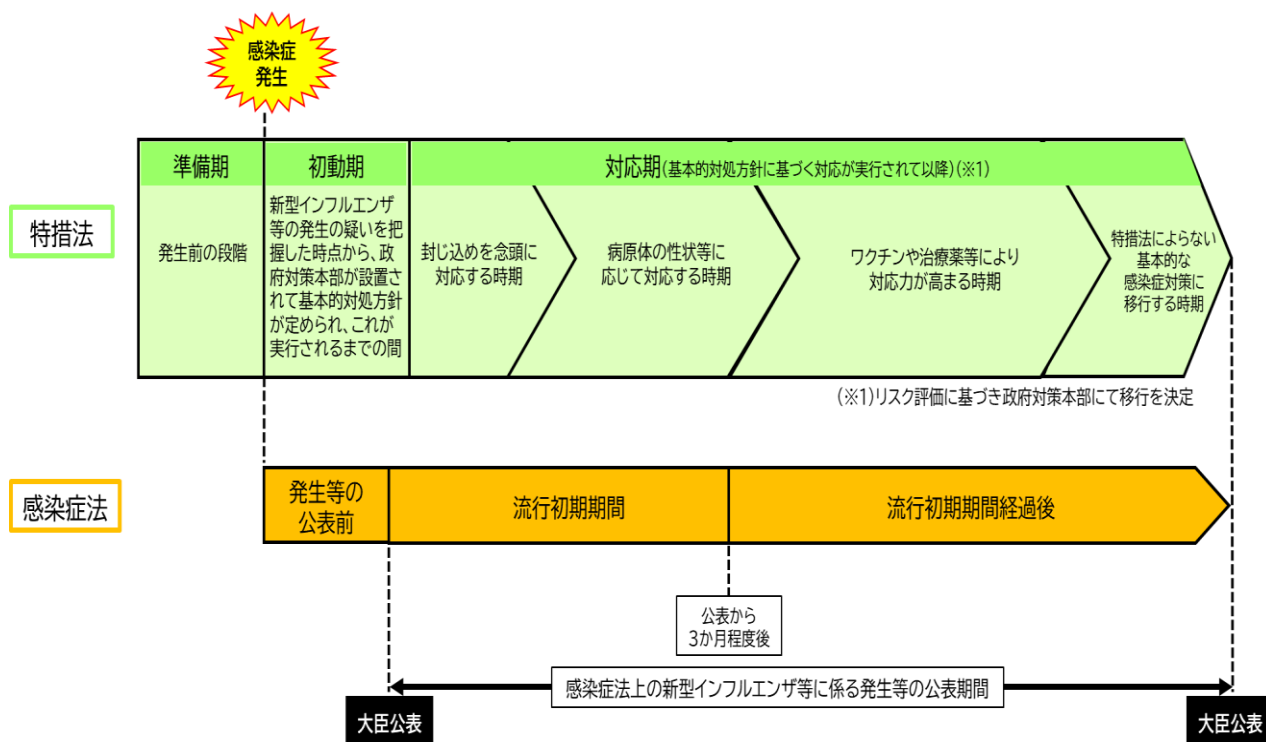 感染症
発生
準備期
初動期
対応期(基本的対処方針に基づく対応が実行されて以降)(※1)
特措法
発生前の段階
新型インフルエンザ
等の発生の疑いを把
握した時点から、政
府対策本部が設置さ
れて基本的対処方針
が定められ、これが
実行されるまでの間
封じ込めを念頭に
対応する時期
病原体の性状等に
応じて対応する時期
ワクチンや治療薬等により
対応力が高まる時期
特措法によらない
基本的な
感染症対策に
移行する時期
(※1)リスク評価に基づき政府対策本部にて移行を決定
感染症法
発生等の
公表前
流行初期期間
流行初期期間経過後
公表から
3か月程度後
感染症法上の新型インフルエンザ等に係る発生等の公表期間
大臣公表
大臣公表